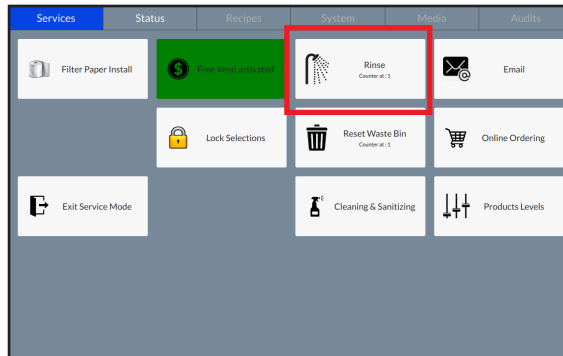 Services Status Recipes System Media Audits
Filter Paper Install
Free Vend activated
Rinse
Counter at : 1
Email
Lock Selections
Reset Waste Bin
Counter at : 1
Online Ordering
Exit Service Mode
Cleaning & Sanitizing
Products Levels